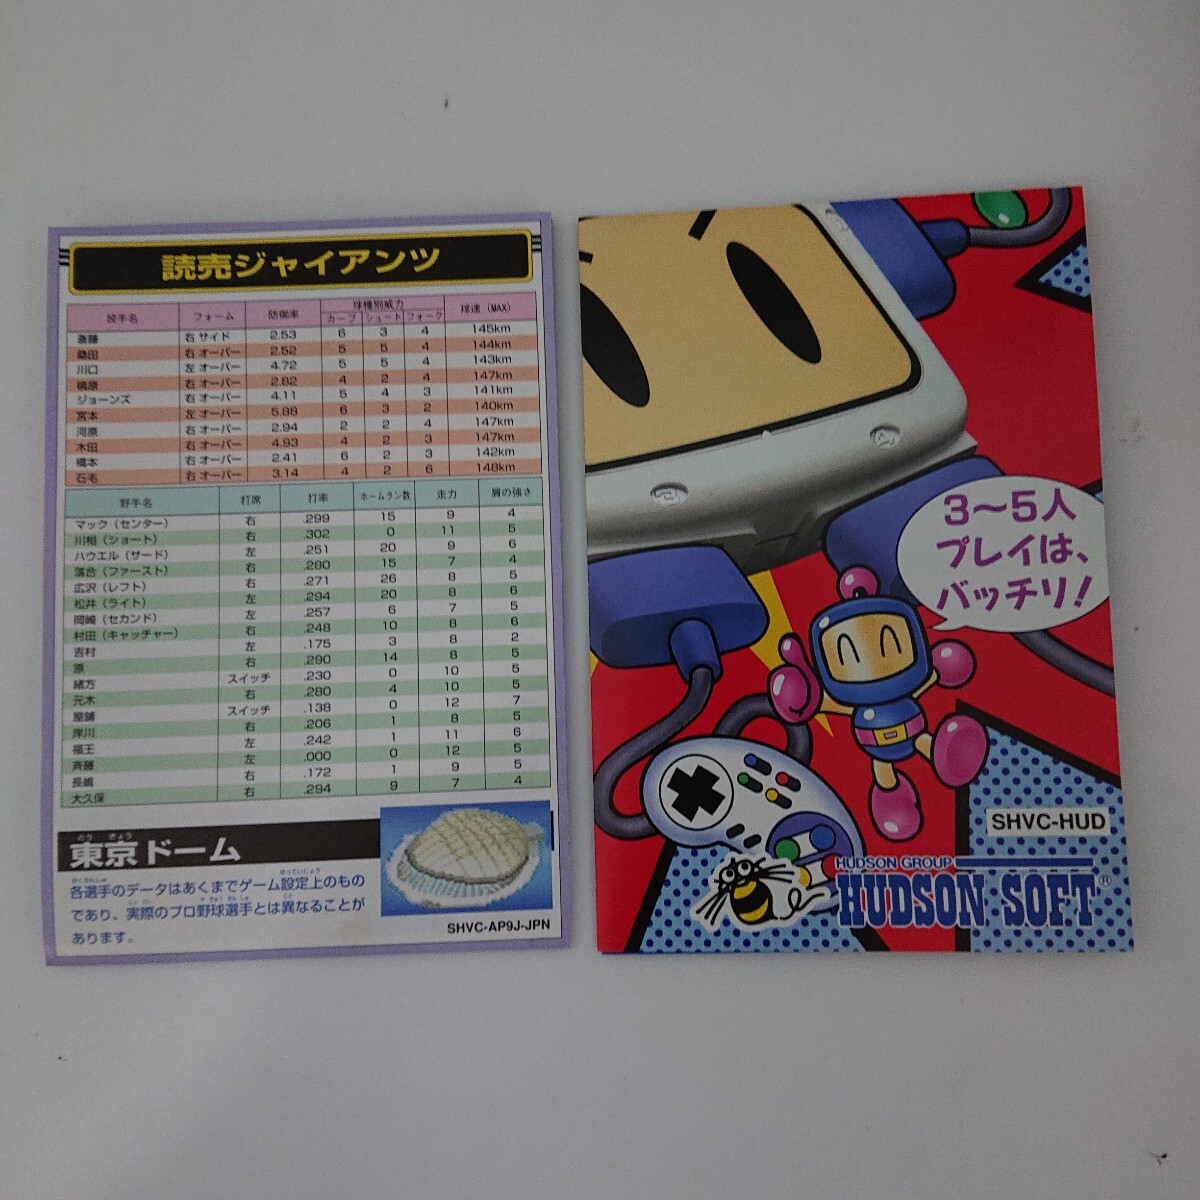 読売ジャイアンツ
投手名 フォーム 防御率 球種別威力 球速 (MAX)
カーブ シュート フォーク
斎藤 右 サイド 2.53 6 3 4 145km
桑田 右 オーバー 2.52 5 5 4 144km
川口 左 オーバー 4.72 5 5 4 143km
槙原 右 オーバー 2.82 4 2 4 147km
ジョーンズ 右 オーバー 4.11 5 4 3 141km
宮本 左 オーバー 5.88 6 3 2 140km
河原 右 オーバー 2.94 2 2 4 147km
木田 右 オーバー 4.93 4 2 3 147km
橋本 右 オーバー 2.41 6 2 3 142km
石毛 右 オーバー 3.14 4 2 6 148km
野手名 打席 打率 ホームラン数 走力 肩の強さ
マック（センター） 右 .299 15 9 4
川相（ショート） 右 .302 0 11 5
ハウエル（サード） 左 .251 20 9 6
落合（ファースト） 右 .280 15 7 4
広沢（レフト） 右 .271 26 8 5
松井（ライト） 左 .294 20 8 6
岡崎（セカンド） 左 .257 6 7 5
村田（キャッチャー） 右 .248 10 8 6
吉村 左 .175 3 8 2
原 右 .290 14 8 5
緒方 スイッチ .230 0 10 5
元木 右 .280 4 10 5
屋鋪 スイッチ .138 0 12 7
岸川 右 .206 1 8 5
福王 左 .242 1 11 6
斉藤 左 .000 0 12 5
長嶋 右 .172 1 9 5
大久保 右 .294 9 7 4
とう きょう
東京ドーム
かくせんしゅ せっていじょう
各選手のデータはあくまでゲーム設定上のもの
であり、実際のプロ野球選手とは異なることが
あります。
SHVC-AP9J-JPN
3～5人
プレイは、
バッチリ!
SHVC-HUD
HUDSON GROUP
HUDSON SOFT®